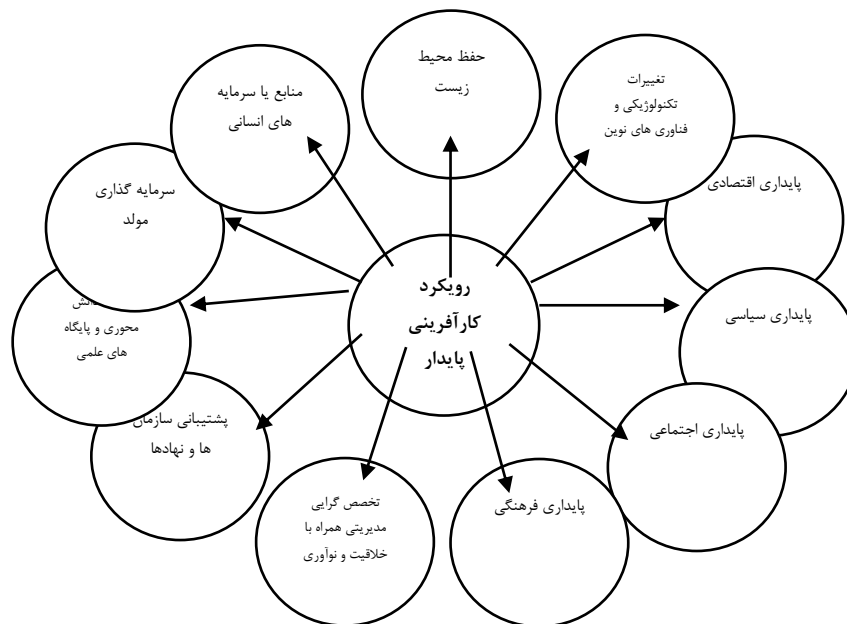 حفظ محیط
زیست
تغییرات
تکنولوژیکی و
فناوری های نوین
پایداری اقتصادی
پایداری سیاسی
پایداری اجتماعی
پایداری فرهنگی
تخصص گرایی
مدیریتی همراه با
خلاقیت و نوآوری
پشتیبانی سازمان
ها و نهادها
محوری و پایگاه
های علمی
سرمایه گذاری
مولد
منابع یا سرمایه
های انسانی
رویکرد
کارآفرینی
پایدار